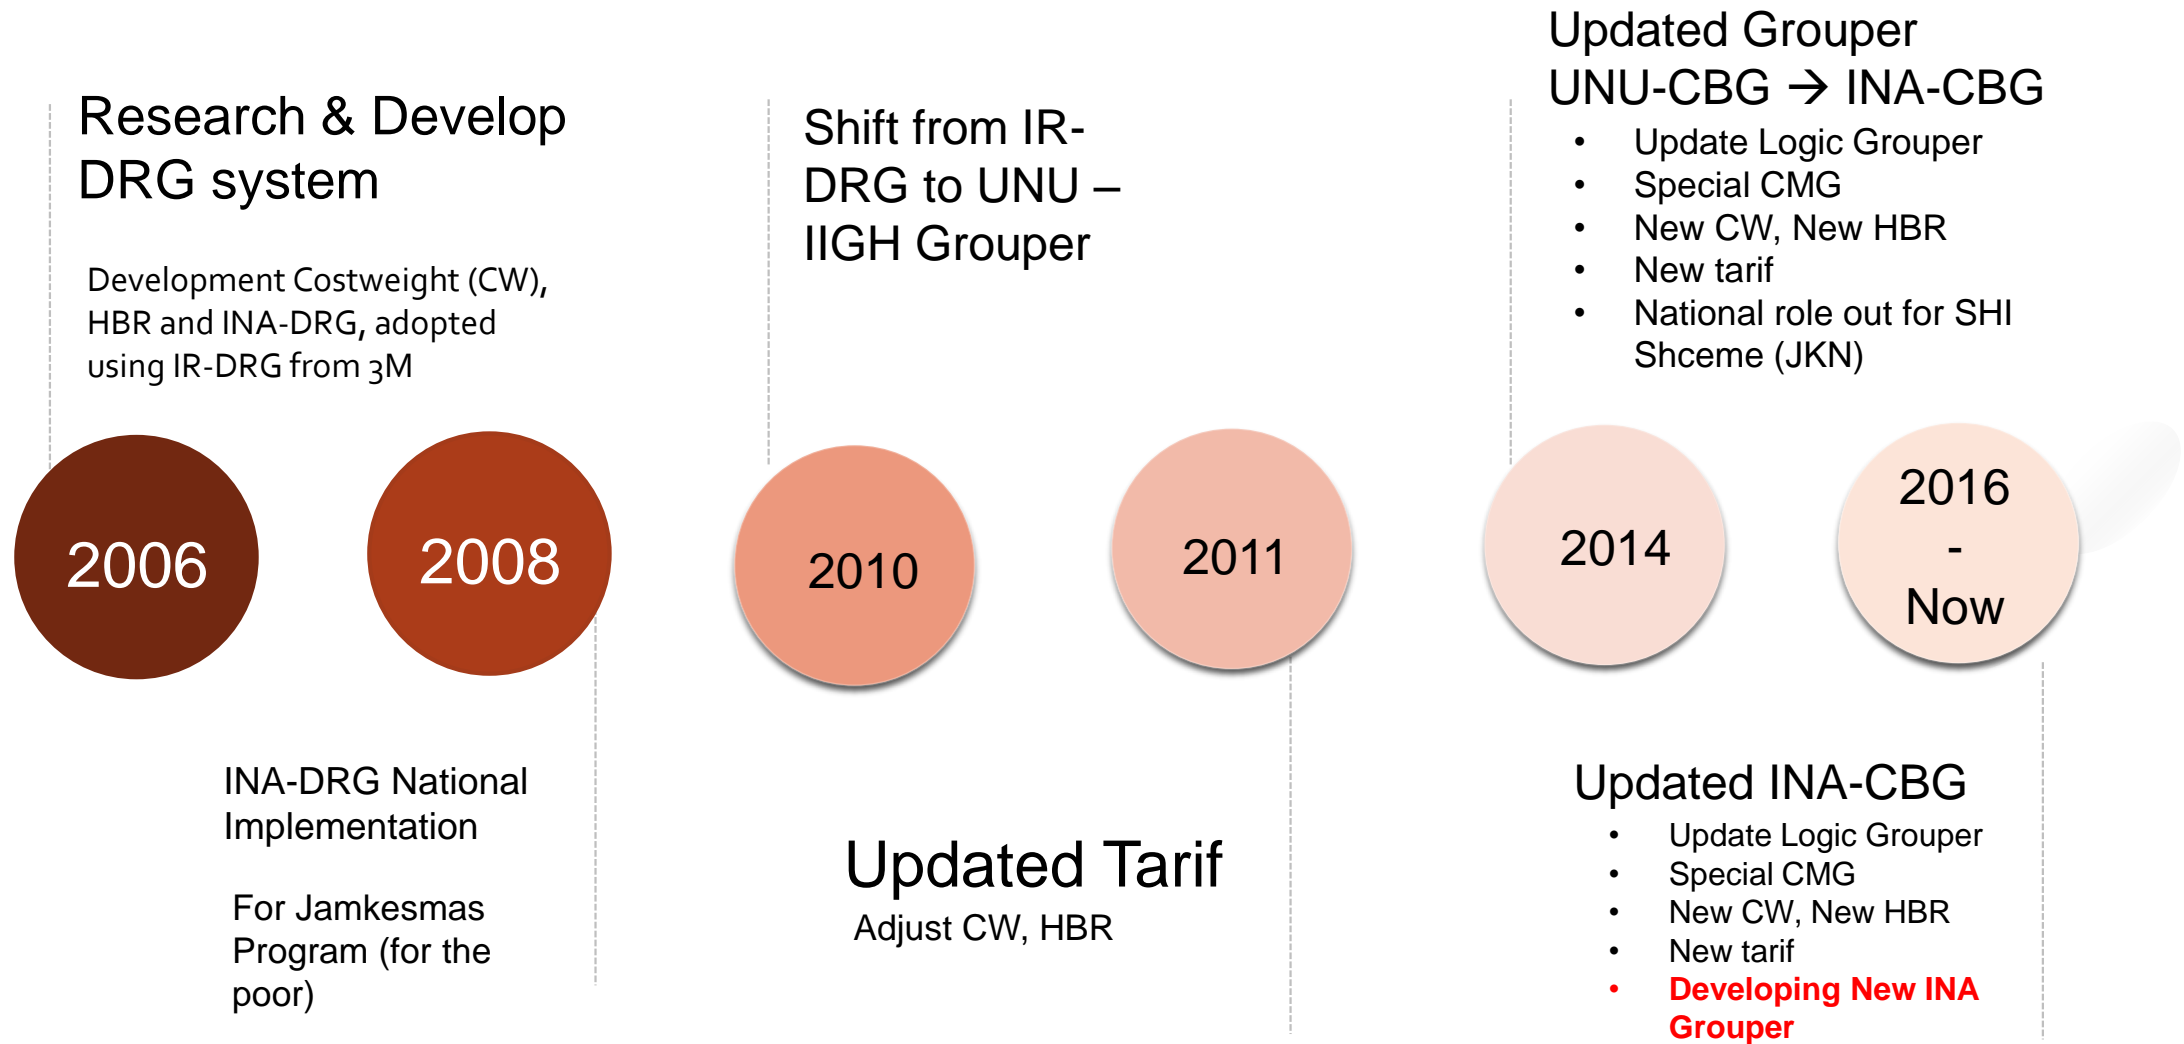 Research & Develop
DRG system
Development Costweight (CW),
HBR and INA-DRG, adopted
using IR-DRG from 3M
Shift from IR-
DRG to UNU –
IIGH Grouper
Updated Grouper
UNU-CBG → INA-CBG
• Update Logic Grouper
• Special CMG
• New CW, New HBR
• New tarif
• National role out for SHI
Shceme (JKN)
2006
2008
2010
2011
2014
2016
-
Now
INA-DRG National
Implementation
For Jamkesmas
Program (for the
poor)
Updated Tarif
Adjust CW, HBR
Updated INA-CBG
• Update Logic Grouper
• Special CMG
• New CW, New HBR
• New tarif
• Developing New INA
Grouper